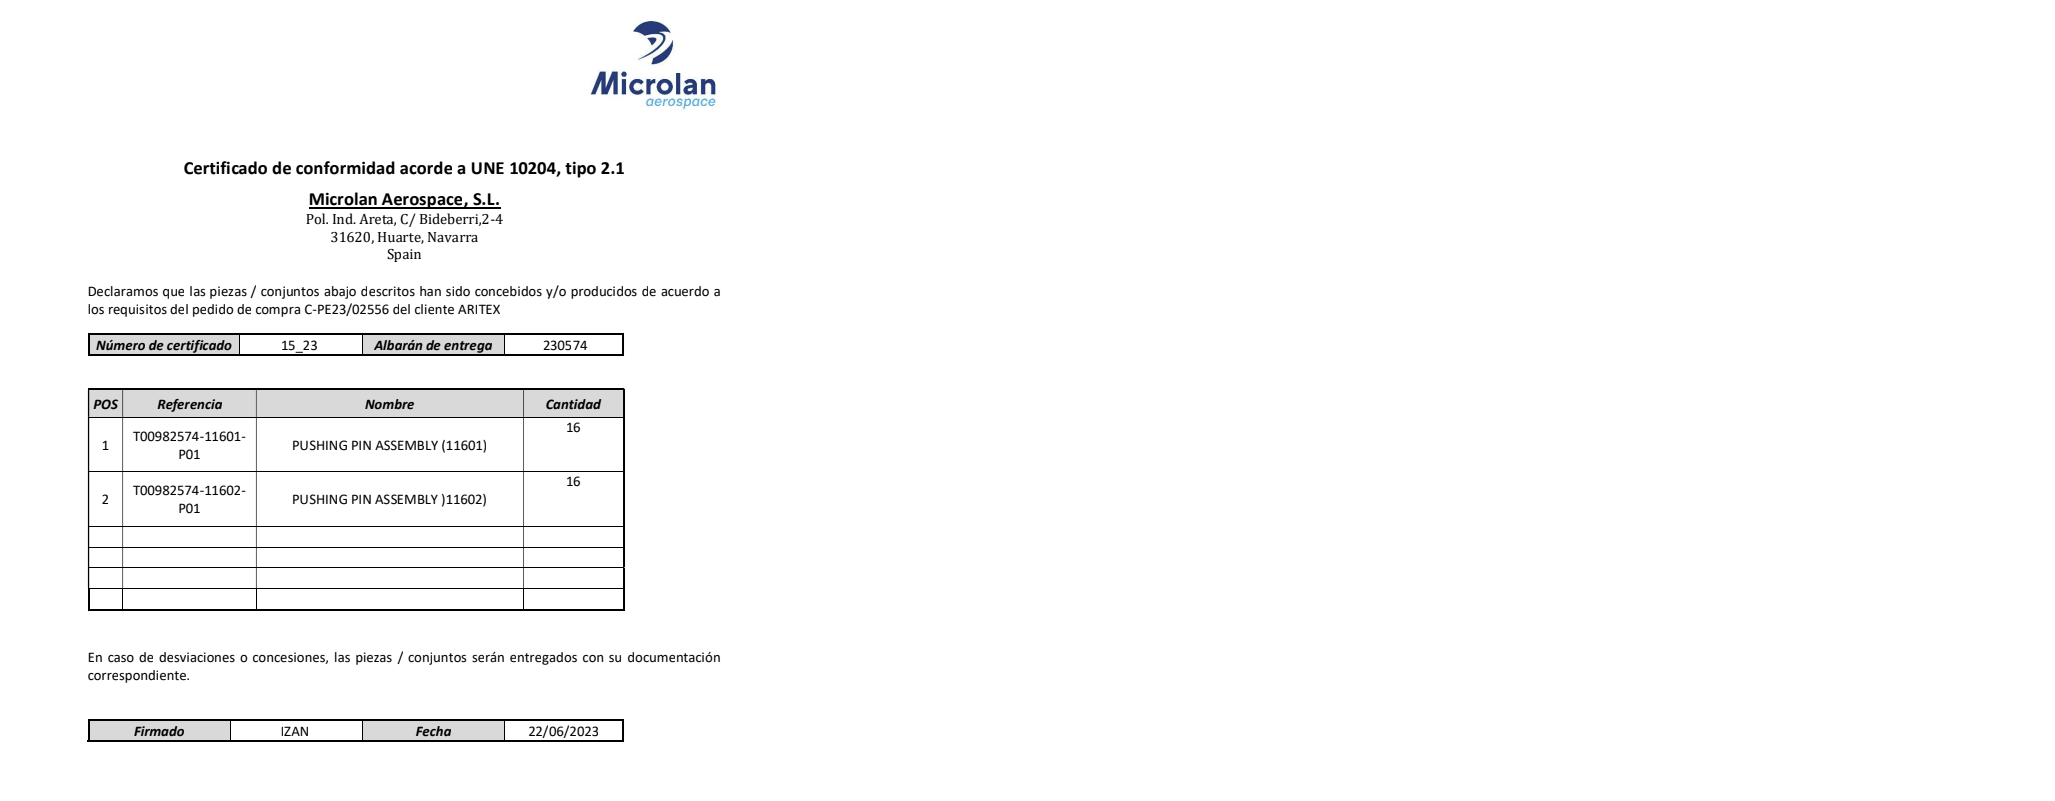 Microlan
aerospace
Certificado de conformidad acorde a UNE 10204, tipo 2.1
Microlan Aerospace, S.L.
Pol. Ind. Areta, C/ Bideberri,2-4
31620, Huarte, Navarra
Spain
Declaramos que las piezas / conjuntos abajo descritos han sido concebidos y/o producidos de acuerdo a
los requisitos del pedido de compra C-PE23/02556 del cliente ARITEX
Número de certificado 15_23 Albarán de entrega 230574
POS Referencia Nombre Cantidad
1 T00982574-11601-
P01 PUSHING PIN ASSEMBLY (11601) 16
2 T00982574-11602-
P01 PUSHING PIN ASSEMBLY )11602) 16
En caso de desviaciones o concesiones, las piezas / conjuntos serán entregados con su documentación
correspondiente.
Firmado IZAN Fecha 22/06/2023